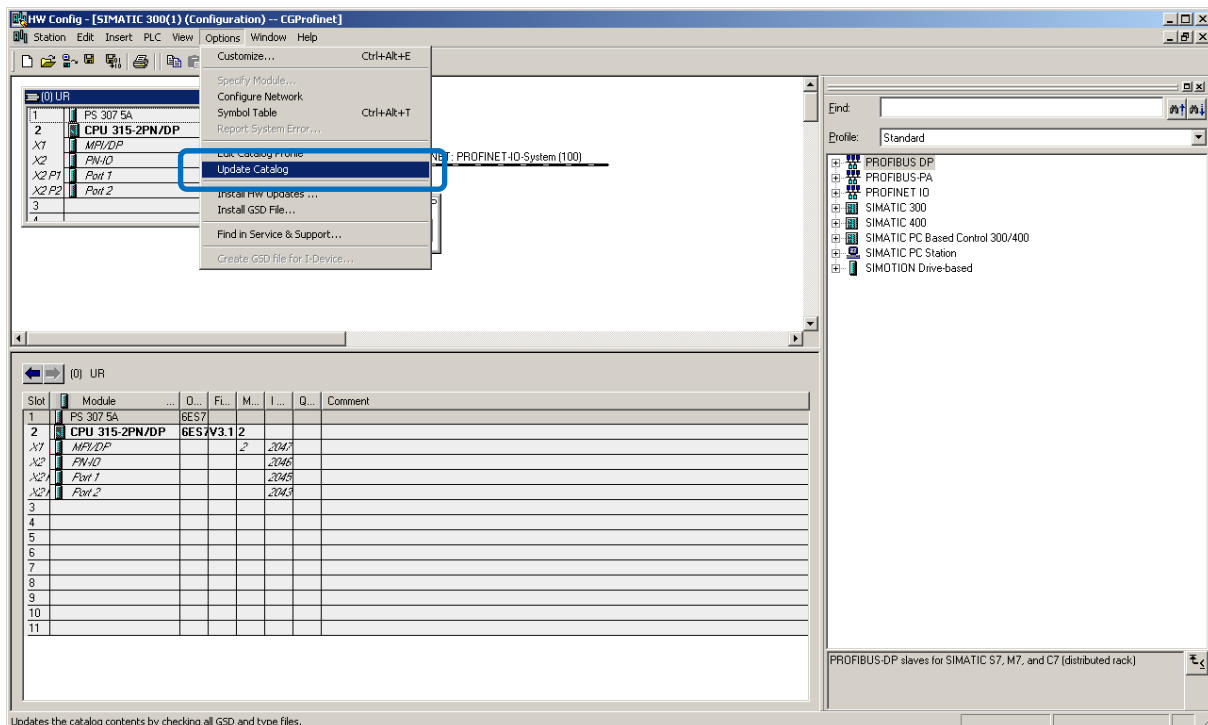 HW Config - [SIMATIC 300(1) (Configuration) -- CGProfinet]
Station Edit Insert PLC View Options Window Help
Customize... Ctrl+Alt+E
Specify Module...
Configure Network
Symbol Table Ctrl+Alt+T
Report System Error...
Edit Catalog Profile
Update Catalog
Install HW Updates ...
Install GSD File...
Find in Service & Support...
Create GSD file for I-Device...
(0) UR
1 PS 307 5A
2 CPU 315-2PN/DP
X1 MPI/DP
X2 PN-IO
X2 P1 Port 1
X2 P2 Port 2
3
4
PROFINET-IO-System (100)
Find:
Profile: Standard
PROFIBUS DP
PROFIBUS-PA
PROFINET IO
SIMATIC 300
SIMATIC 400
SIMATIC PC Based Control 300/400
SIMATIC PC Station
SIMOTION Drive-based
(0) UR
Slot Module ... O... Fi... M... I ... Q... Comment
1 PS 307 5A 6ES7
2 CPU 315-2PN/DP 6ES7 V3.1 2
X1 MPI/DP 2 2047
X2 PN-IO 2046
X2 Port 1 2045
X2 Port 2 2043
3
4
5
6
7
8
9
10
11
PROFIBUS-DP slaves for SIMATIC S7, M7, and C7 (distributed rack)
Updates the catalog contents by checking all GSD and type files.